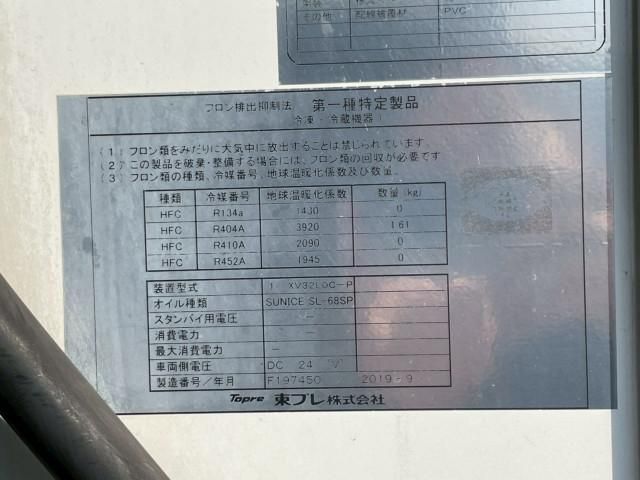 その他 配線被覆材 PVC
フロン排出抑制法 第一種特定製品
冷凍・冷蔵機器
(1) フロン類をみだりに大気中に放出することは禁じられています
(2) この製品を破棄・整備する場合には、フロン類の回収が必要です
(3) フロン類の種類、冷媒番号、地球温暖化係数及び数量
種類 冷媒番号 地球温暖化係数 数量 (kg)
HFC R134a 1430 0
HFC R404A 3920 1.61
HFC R410A 2090 0
HFC R452A 1945 0
装置型式
オイル種類 SUNICE SL-68SP
スタンバイ用電圧 —
消費電力 —
最大消費電力 —
車両側電圧 DC 24 (V)
製造番号/年月 F197450 2019-9
Topre 東プレ株式会社